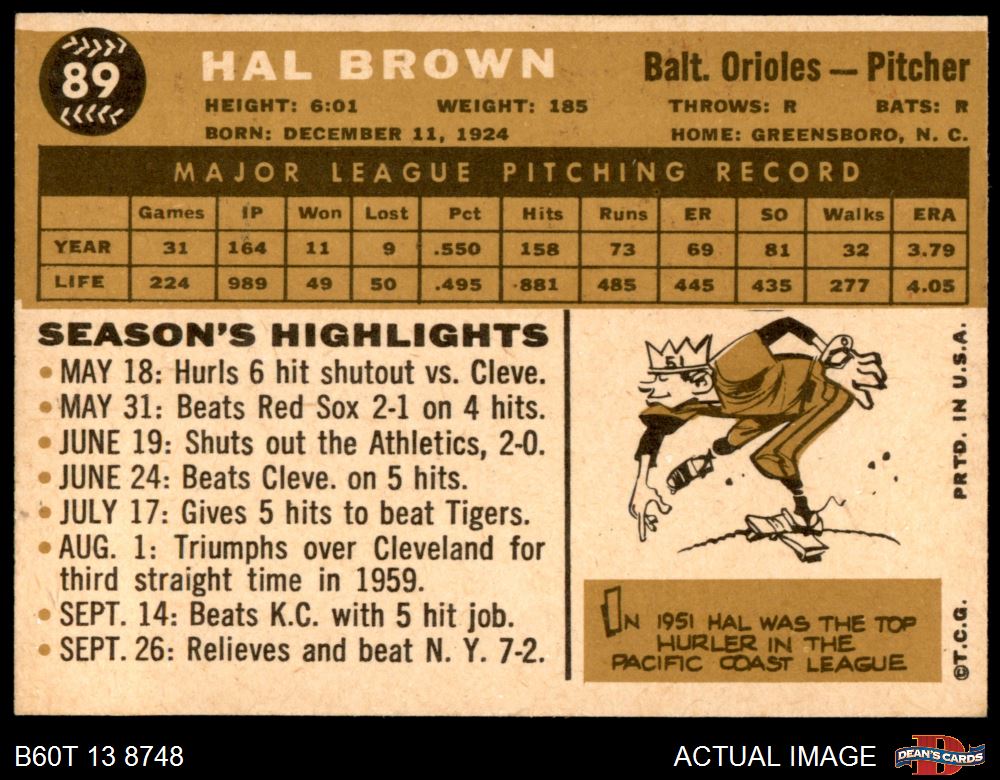 89
HAL BROWN
Balt. Orioles — Pitcher
HEIGHT: 6:01 WEIGHT: 185 THROWS: R BATS: R
BORN: DECEMBER 11, 1924 HOME: GREENSBORO, N. C.
MAJOR LEAGUE PITCHING RECORD
Games IP Won Lost Pct Hits Runs ER SO Walks ERA
YEAR 31 164 11 9 .550 158 73 69 81 32 3.79
LIFE 224 989 49 50 .495 881 485 445 435 277 4.05
SEASON'S HIGHLIGHTS
• MAY 18: Hurls 6 hit shutout vs. Cleve.
• MAY 31: Beats Red Sox 2-1 on 4 hits.
• JUNE 19: Shuts out the Athletics, 2-0.
• JUNE 24: Beats Cleve. on 5 hits.
• JULY 17: Gives 5 hits to beat Tigers.
• AUG. 1: Triumphs over Cleveland for
third straight time in 1959.
• SEPT. 14: Beats K.C. with 5 hit job.
• SEPT. 26: Relieves and beat N. Y. 7-2.
51
IN 1951 HAL WAS THE TOP
HURLER IN THE
PACIFIC COAST LEAGUE
PRTD. IN U.S.A.
©T.C.G.
B60T 13 8748
ACTUAL IMAGE
DEAN'S CARDS